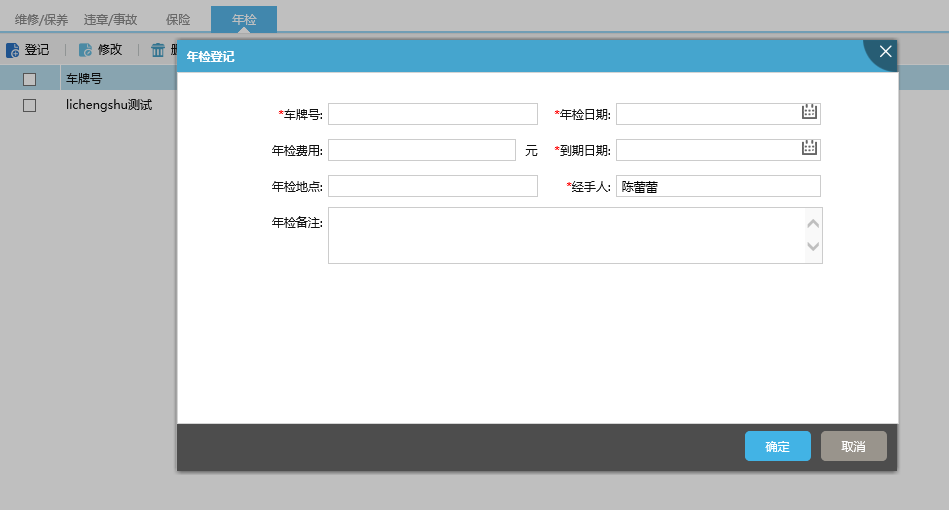 维修/保养 违章/事故 保险 年检
登记 修改
年检登记
车牌号
lichengshu测试
*车牌号: *年检日期:
年检费用: 元 *到期日期:
年检地点: *经手人: 陈蕾蕾
年检备注:
确定 取消